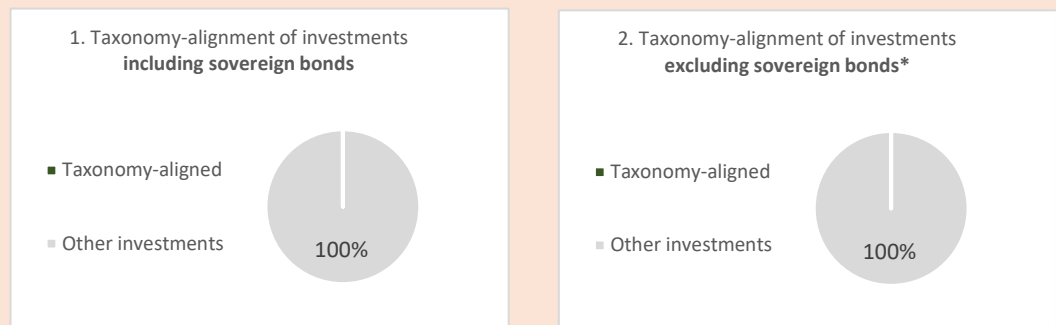 1. Taxonomy-alignment of investments
including sovereign bonds
Taxonomy-aligned
Other investments
100%
2. Taxonomy-alignment of investments
excluding sovereign bonds*
Taxonomy-aligned
Other investments
100%